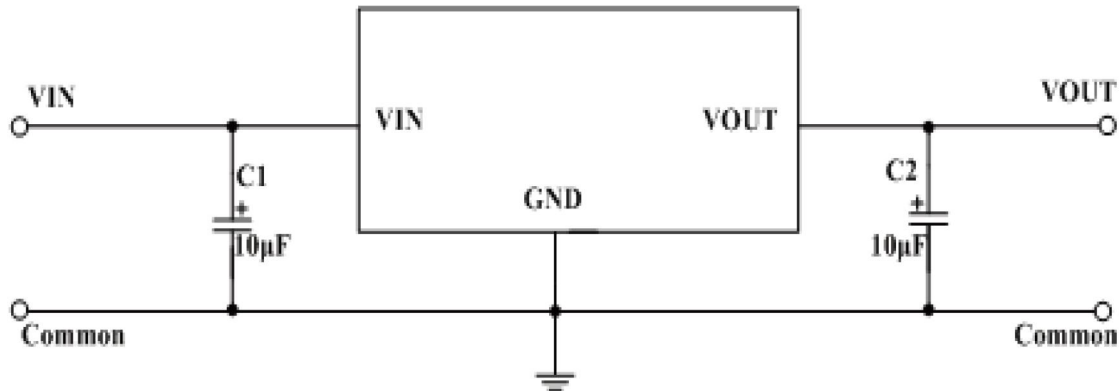 VIN
VOUT
VIN
VOUT
C1
C2
GND
+
+
10μF
10μF
Common
Common